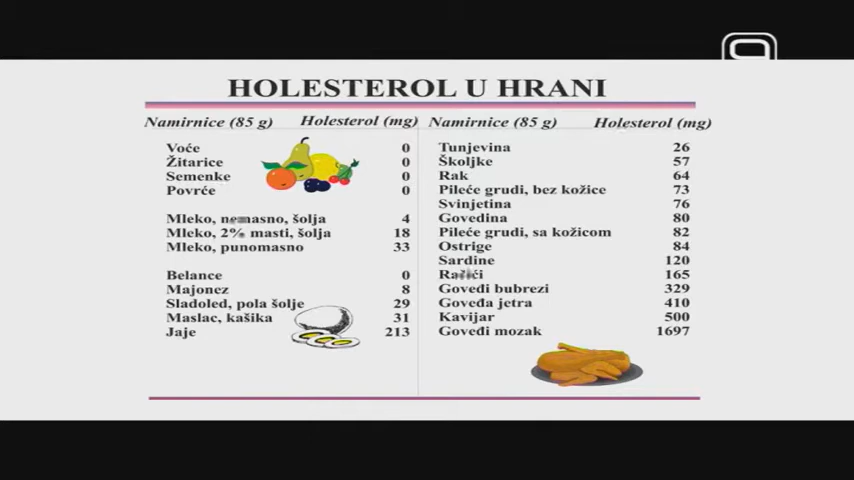 HOLESTEROL U HRANI
Namirnice (85 g) Holesterol (mg)
Voće 0
Žitarice 0
Semenke 0
Povrće 0
Mleko, nemasno, šolja 4
Mleko, 2% masti, šolja 18
Mleko, punomasno 33
Belance 0
Majonez 8
Sladoled, pola šolje 29
Maslac, kašika 31
Jaje 213
Namirnice (85 g) Holesterol (mg)
Tunjevina 26
Školjke 57
Rak 64
Pileće grudi, bez kožice 73
Svinjetina 76
Govedina 80
Pileće grudi, sa kožicom 82
Ostrige 84
Sardine 120
Račići 165
Goveđi bubrezi 329
Goveđa jetra 410
Kavijar 500
Goveđi mozak 1697